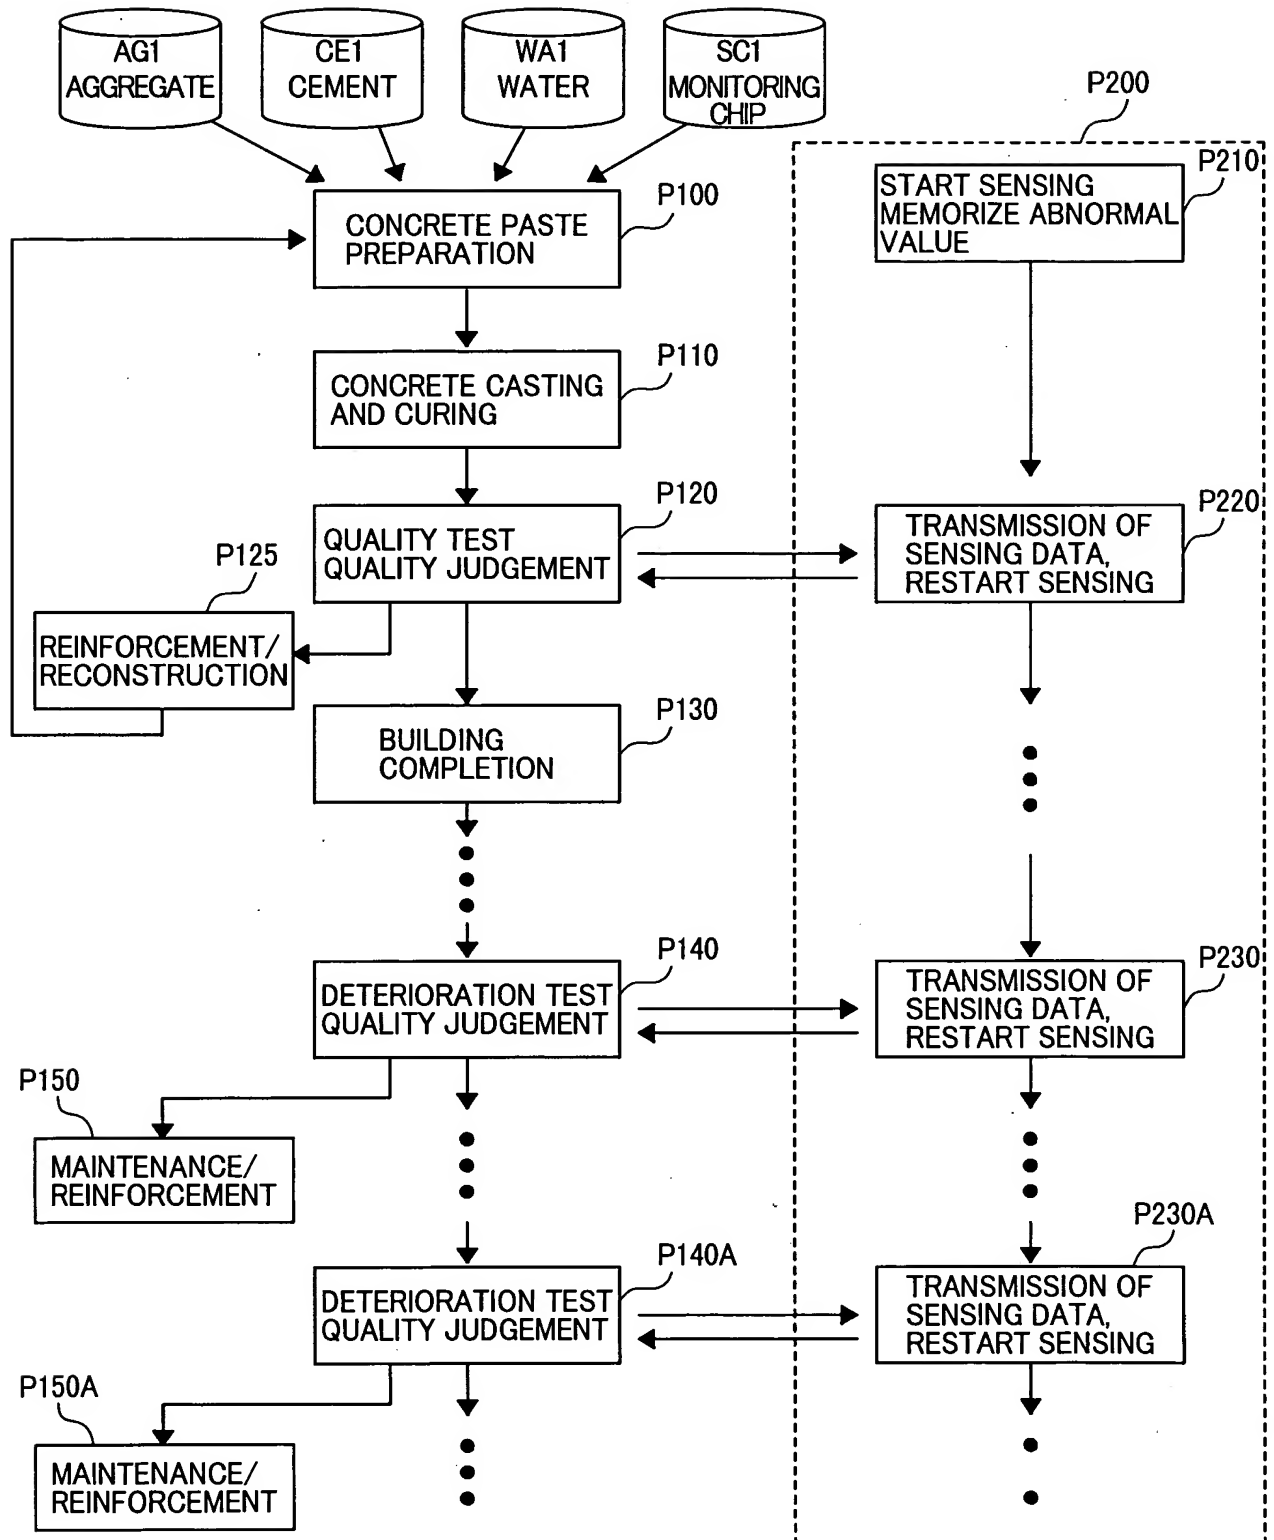 AG1
AGGREGATE
CE1
CEMENT
WA1
WATER
SC1
MONITORING
CHIP
P200
P210
START SENSING
MEMORIZE ABNORMAL
VALUE
P100
CONCRETE PASTE
PREPARATION
P110
CONCRETE CASTING
AND CURING
P120
QUALITY TEST
QUALITY JUDGEMENT
P220
TRANSMISSION OF
SENSING DATA,
RESTART SENSING
P125
REINFORCEMENT/
RECONSTRUCTION
P130
BUILDING
COMPLETION
P140
DETERIORATION TEST
QUALITY JUDGEMENT
P230
TRANSMISSION OF
SENSING DATA,
RESTART SENSING
P150
MAINTENANCE/
REINFORCEMENT
P140A
DETERIORATION TEST
QUALITY JUDGEMENT
P230A
TRANSMISSION OF
SENSING DATA,
RESTART SENSING
P150A
MAINTENANCE/
REINFORCEMENT